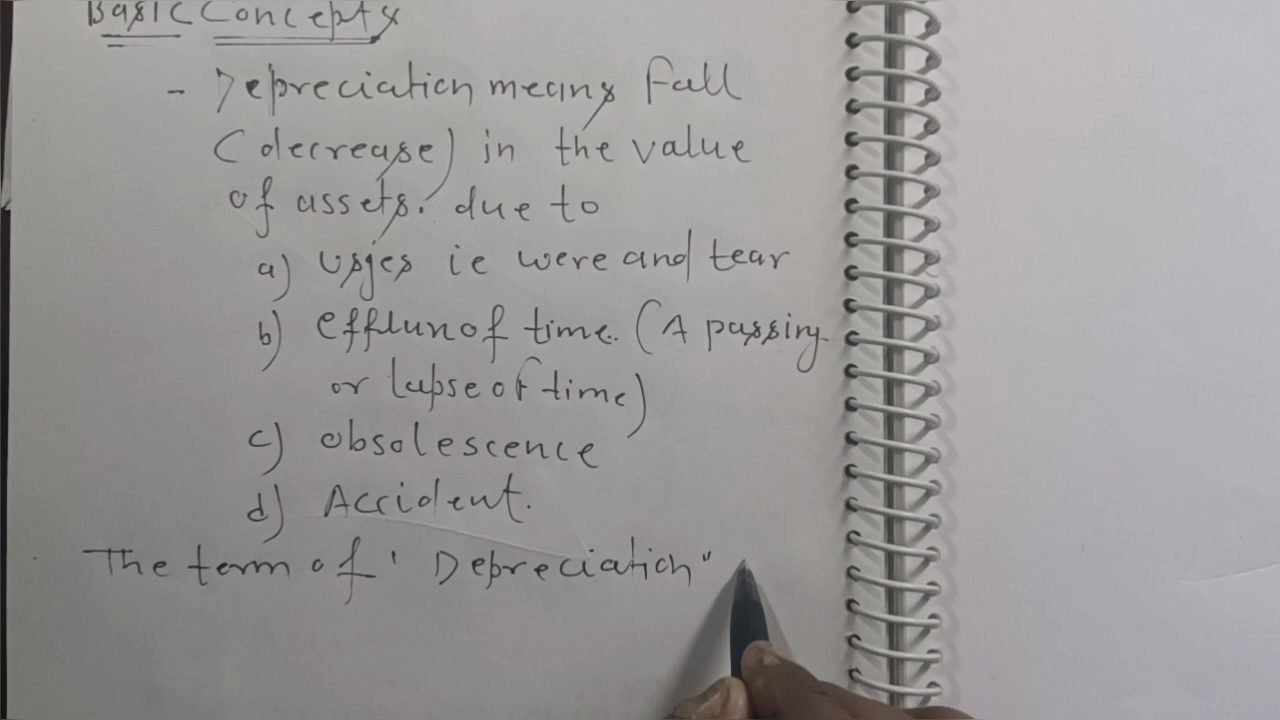 Basic Concepts
- Depreciation means fall
(decrease) in the value
of assets. due to
a) usjes ie were and tear
b) efflun of time. (A passing
or lapse of time)
c) obsolescence
d) Accident.
The term of ' Depreciation"